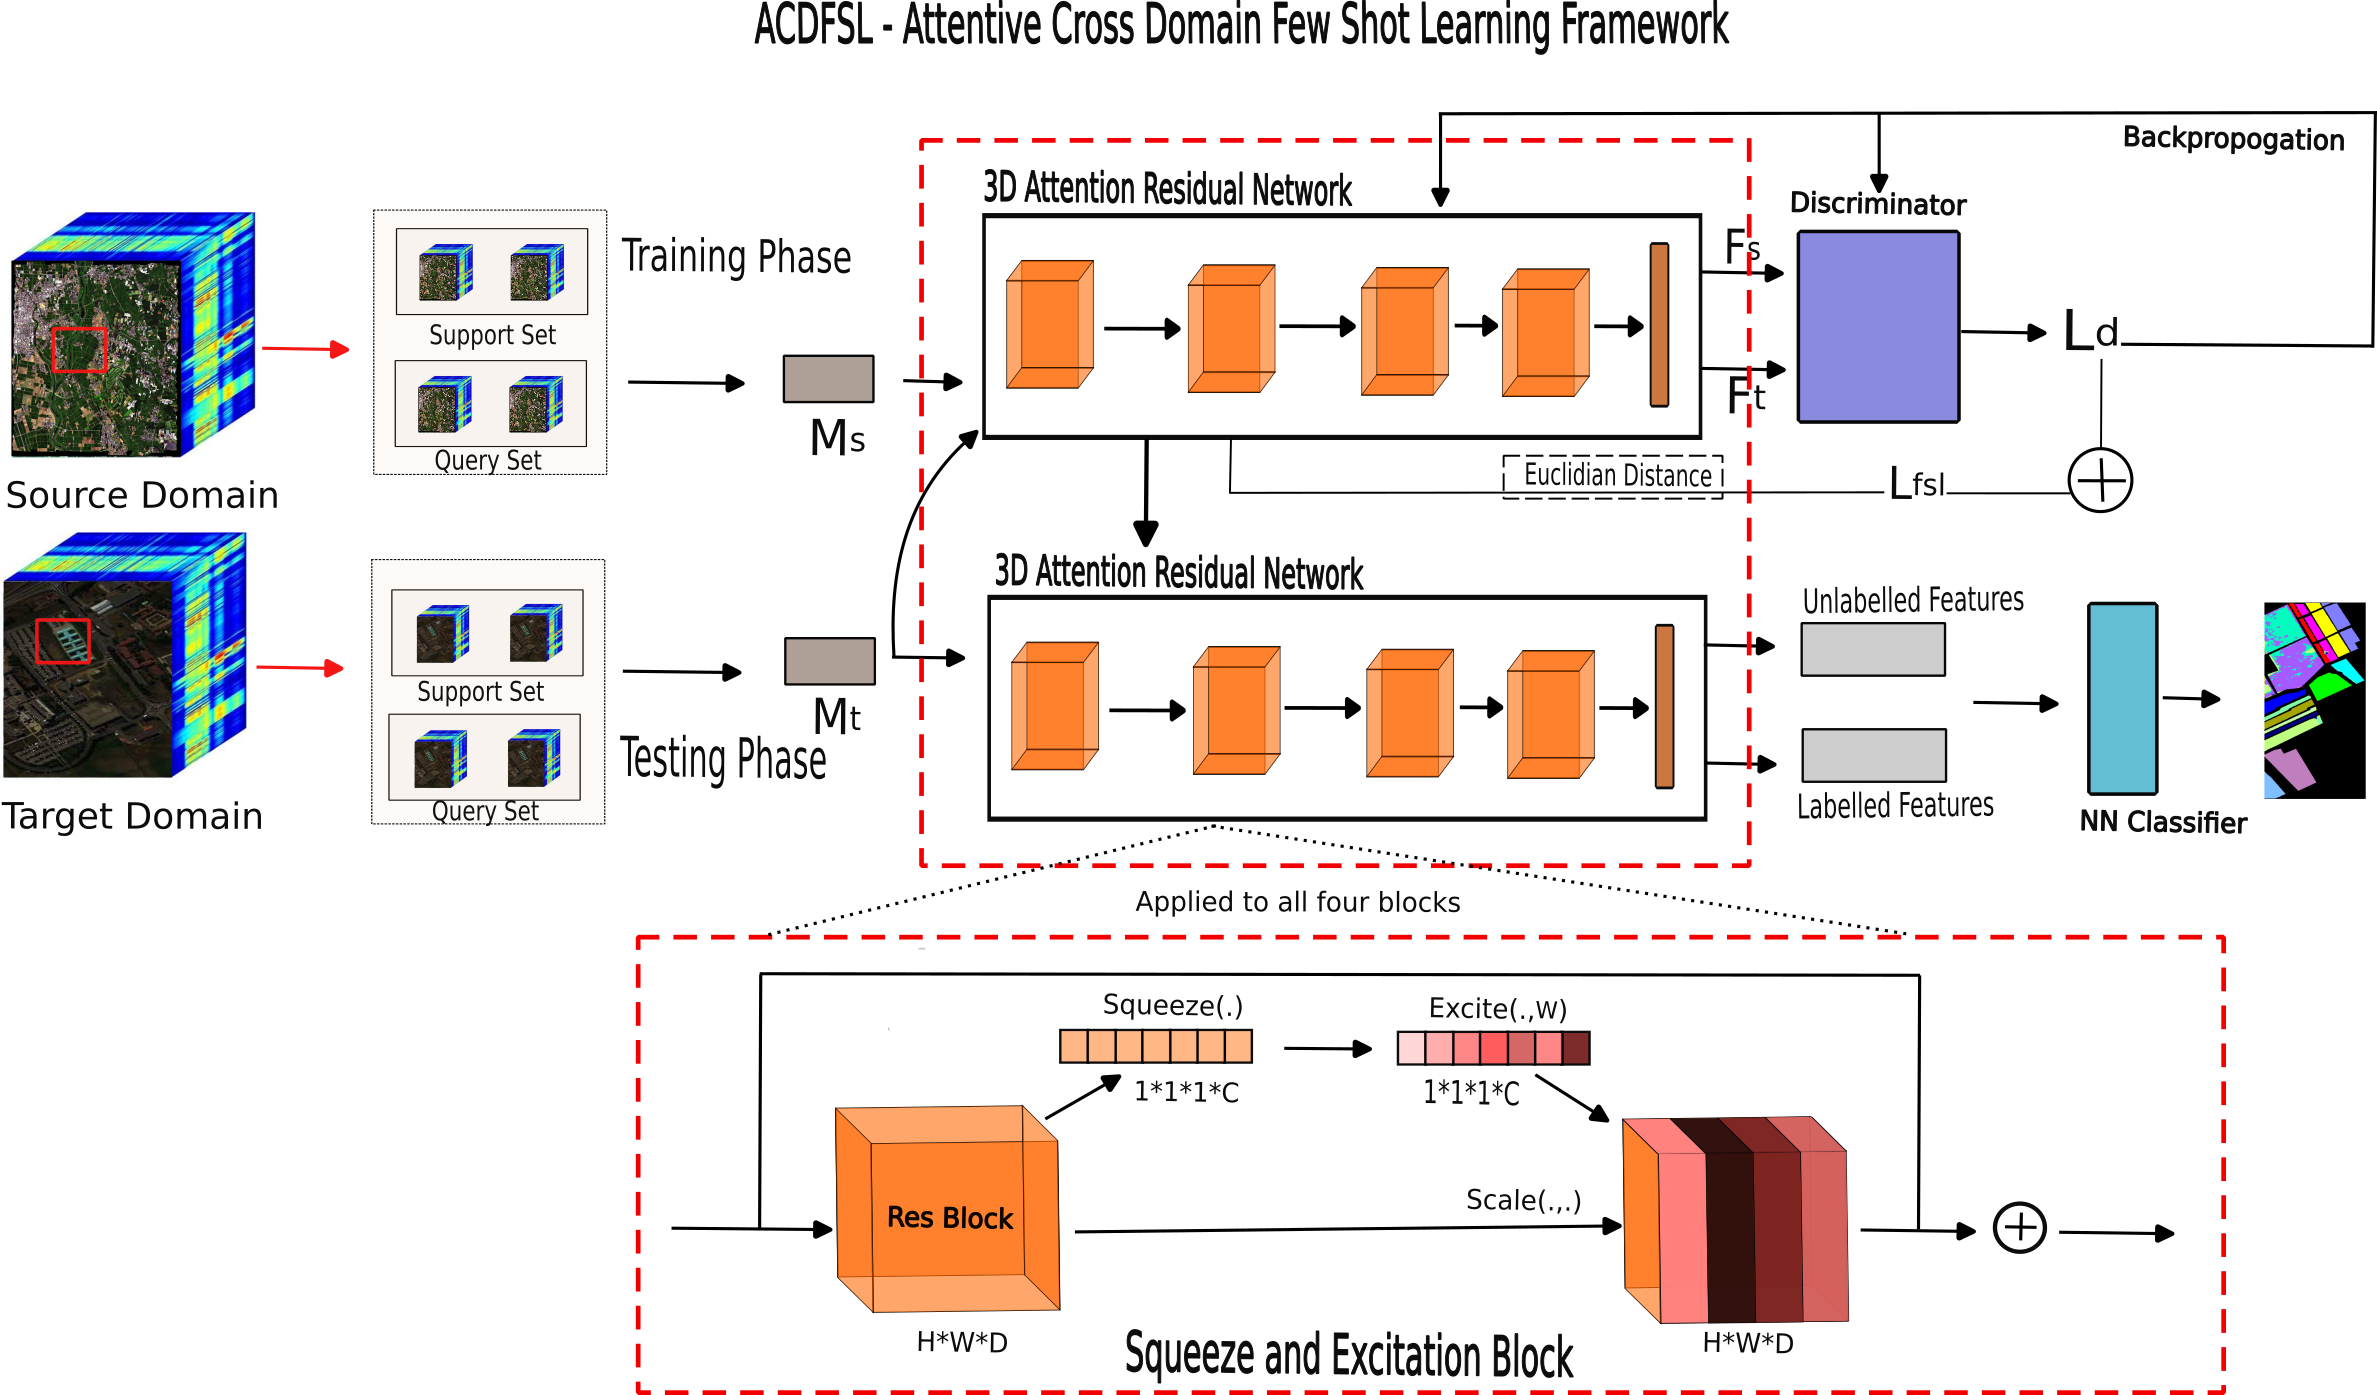 ACDFSL - Attentive Cross Domain Few Shot Learning Framework
Backpropogation
3D Attention Residual Network
Discriminator
Training Phase
Fs
Support Set
Ld
Ms
Ft
Query Set
Source Domain
Euclidian Distance
Lfsl
3D Attention Residual Network
Unlabelled Features
Support Set
Mt
Testing Phase
Query Set
Target Domain
Labelled Features
NN Classifier
Applied to all four blocks
Squeeze(.)
Excite(.,W)
1*1*1*C
1*1*1*C
Scale(.,.)
Res Block
H*W*D
H*W*D
Squeeze and Excitation Block